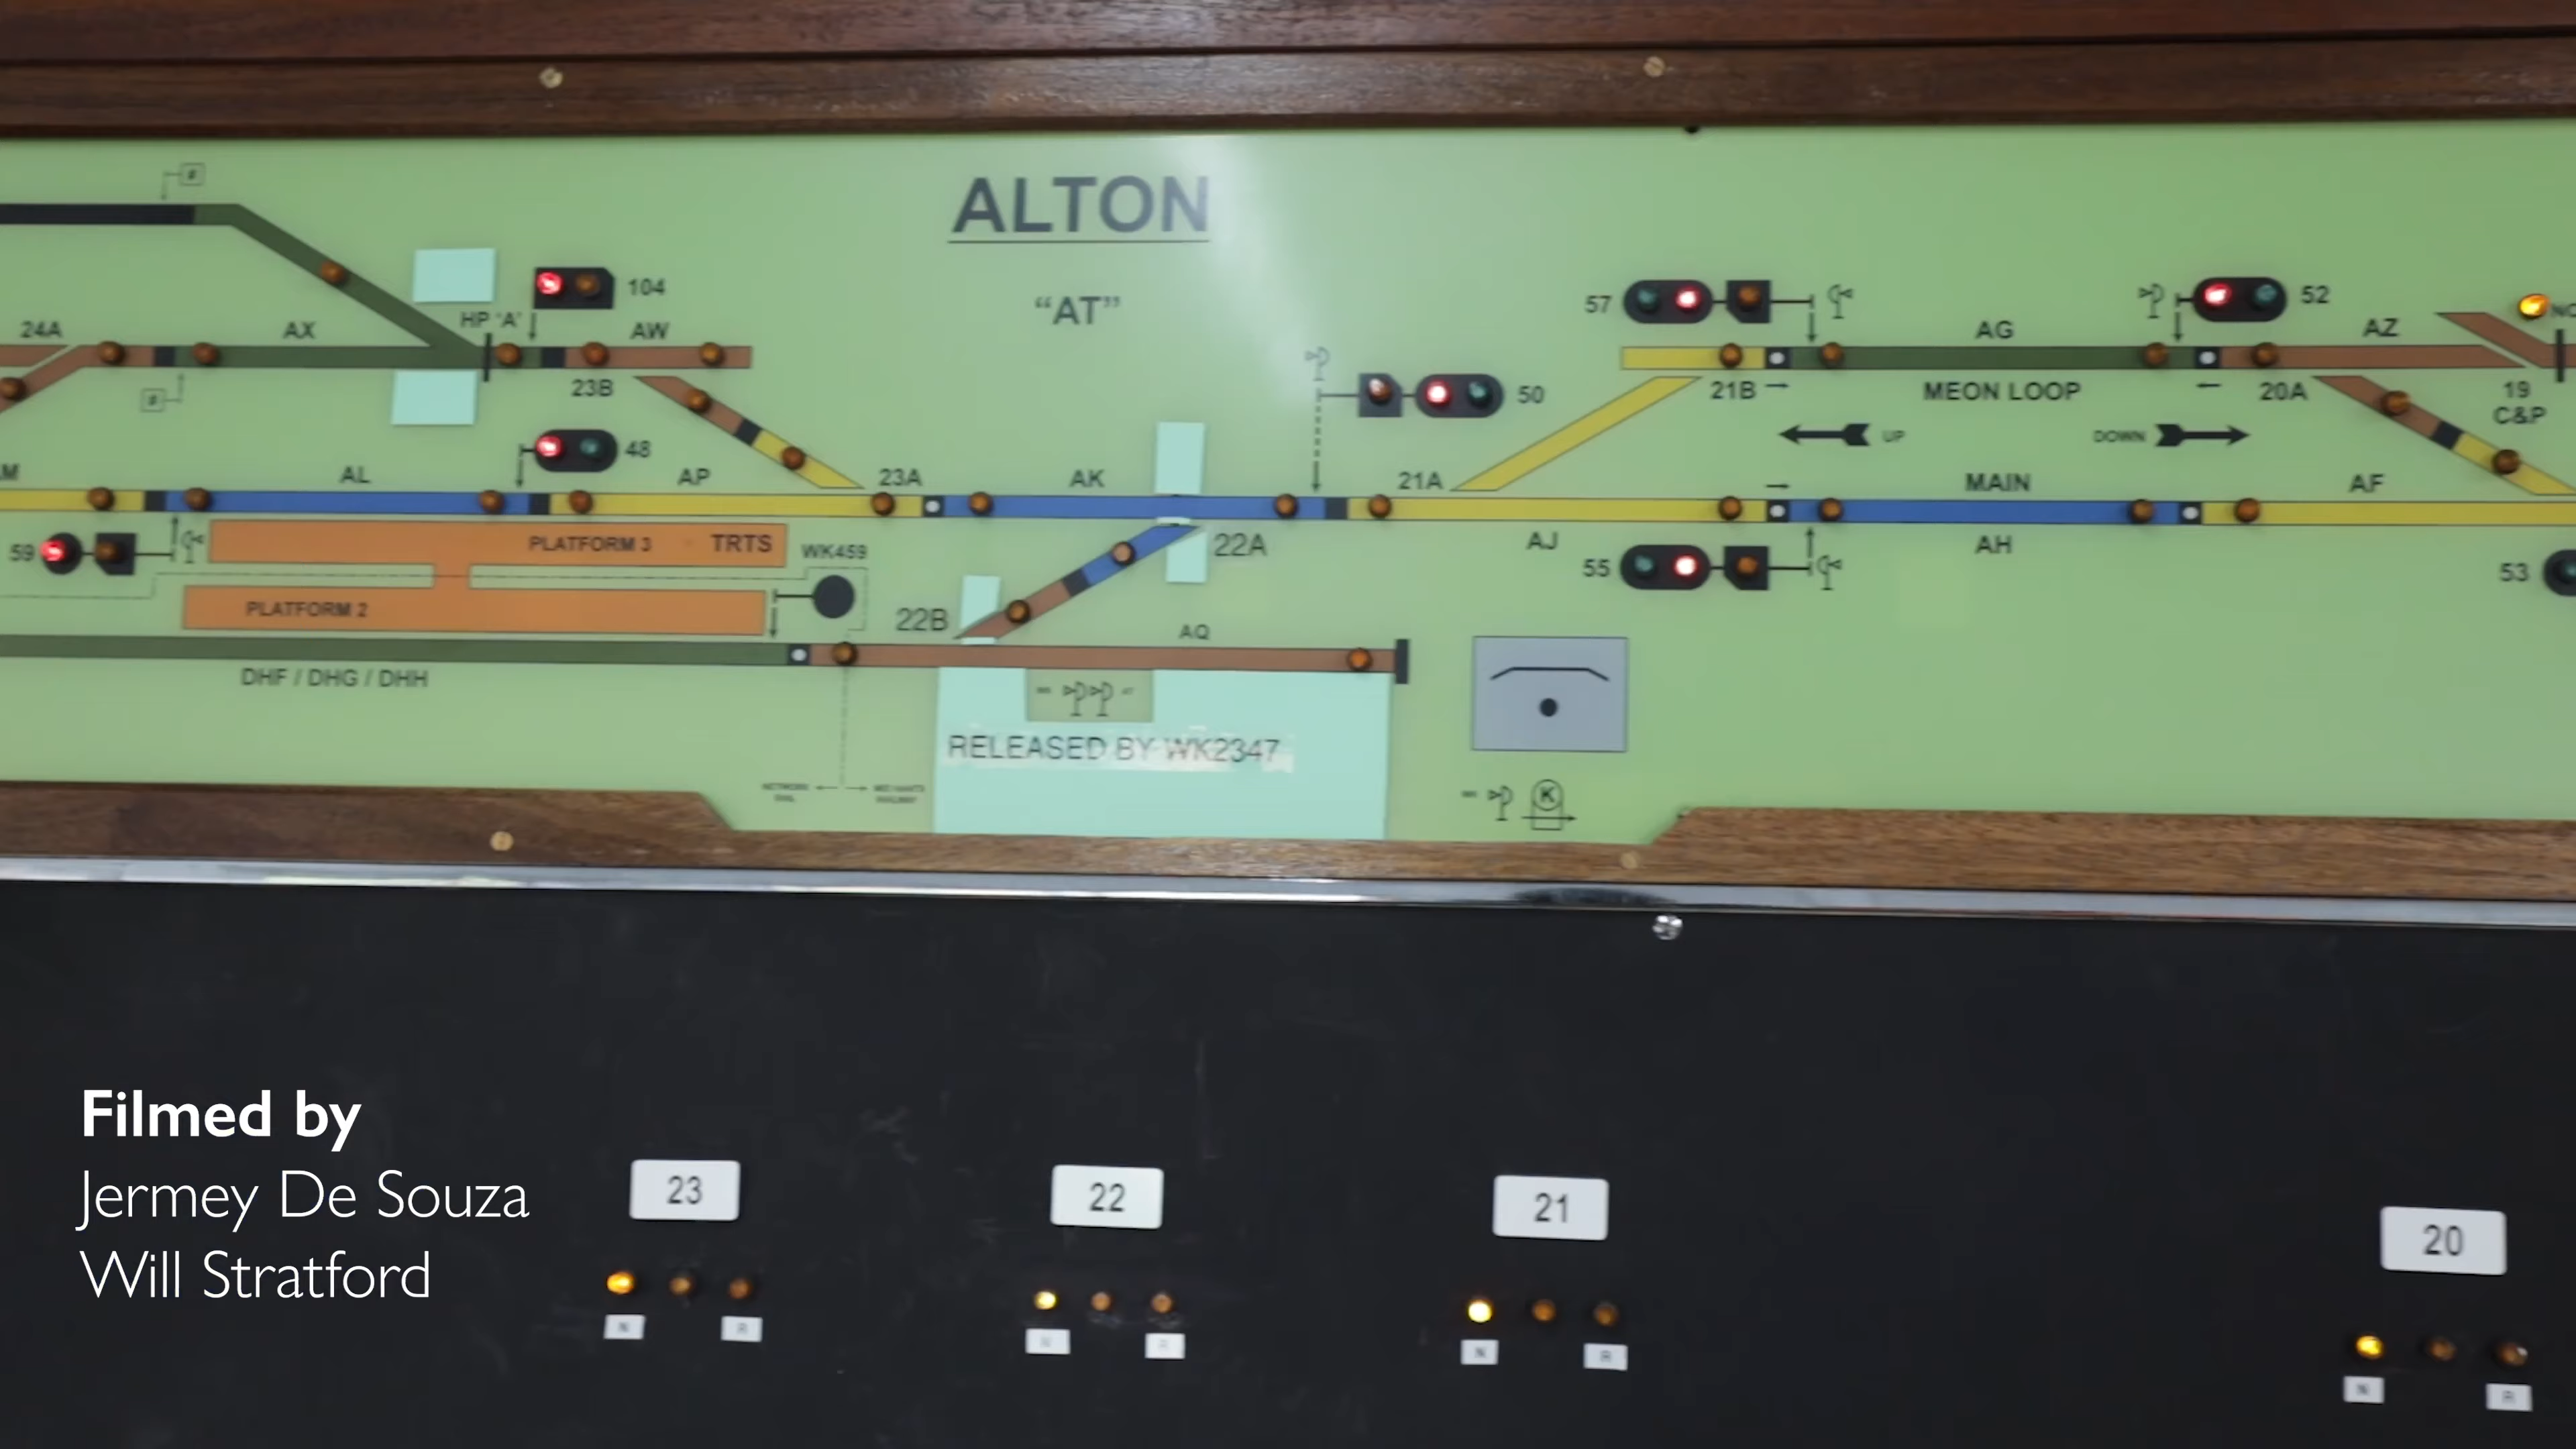 ALTON
"AT"
104
24A
AX
HP 'A'
AW
23B
48
AL
AP
23A
AK
50
57
52
AG
AZ
21B
MEON LOOP
20A
19
C&P
UP
DOWN
21A
MAIN
AF
59
PLATFORM 3
TRTS
WK459
22A
AJ
AH
55
53
PLATFORM 2
22B
AQ
DHF / DHG / DHH
RELEASED BY WK2347
K
Filmed by
Jermey De Souza
Will Stratford
23
22
21
20
N
R
N
R
N
R
N
R